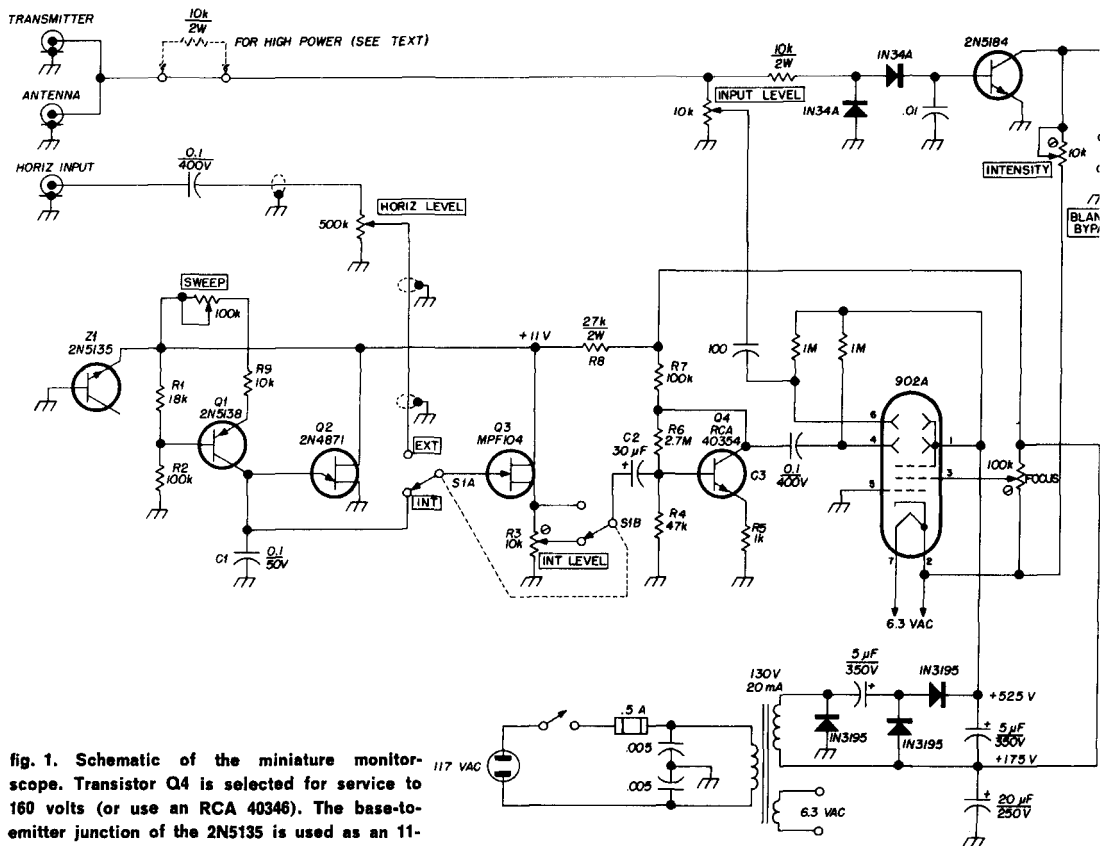 TRANSMITTER
10k
2W
FOR HIGH POWER (SEE TEXT)
ANTENNA
HORIZ INPUT
0.1
400V
HORIZ LEVEL
500k
10k
2W
INPUT LEVEL
10k
1N34A
1N34A
.01
2N5184
10k
INTENSITY
BLAN
BYPA
SWEEP
100k
Z1
2N5135
R1
18k
R9
10k
Q1
2N5138
R2
100k
Q2
2N4871
C1
0.1
50V
EXT
INT
S1A
+11V
27k
2W
R8
Q3
MPF104
R3
10k
INT LEVEL
S1B
C2
30 µF
+
R7
100k
R6
2.7M
R4
47k
Q4
RCA
40354
C3
0.1
400V
R5
1k
100
1M
1M
902A
6
4
5
1
3
7
2
100k
FOCUS
6.3 VAC
117 VAC
.5 A
.005
.005
130V
20 mA
6.3 VAC
5 µF
350V
+
1N3195
1N3195
1N3195
+525 V
+
5 µF
350V
+175 V
+
20 µF
250V
fig. 1. Schematic of the miniature monitor-
scope. Transistor Q4 is selected for service to
160 volts (or use an RCA 40346). The base-to-
emitter junction of the 2N5135 is used as an 11-